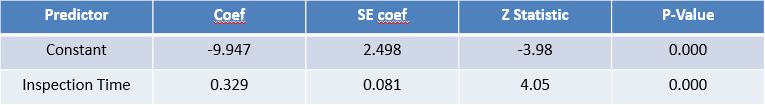 Predictor Coef SE coef Z Statistic P-Value
Constant -9.947 2.498 -3.98 0.000
Inspection Time 0.329 0.081 4.05 0.000